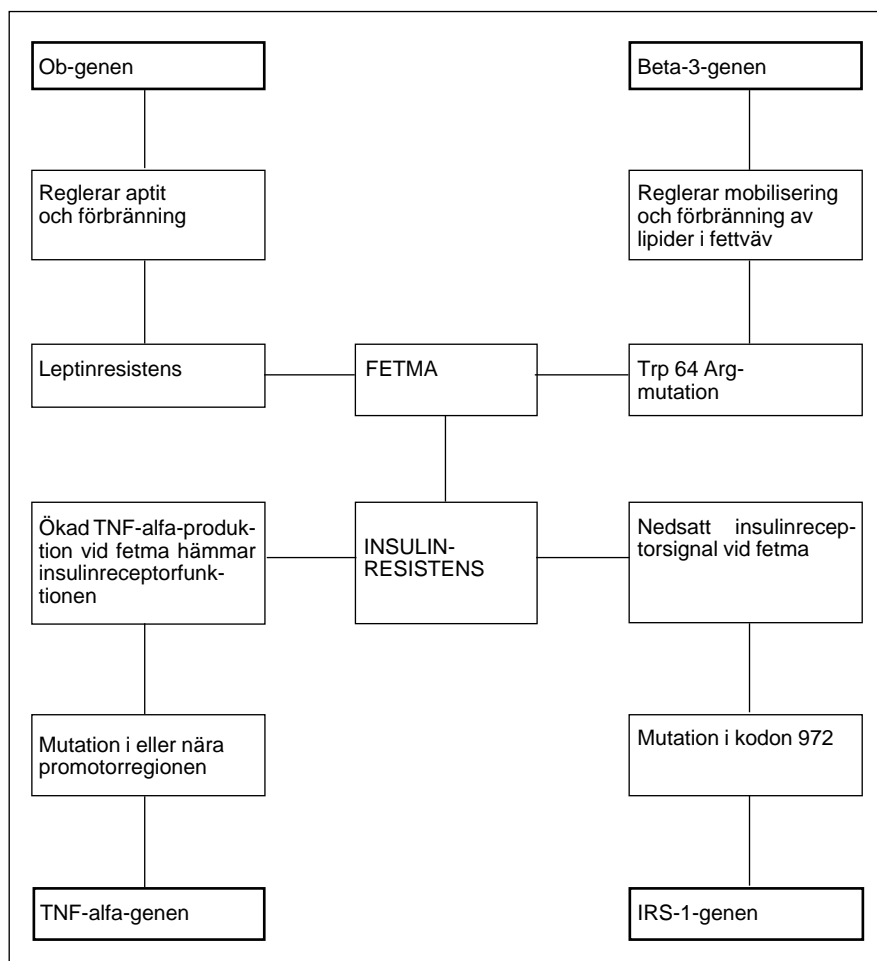 Ob-genen
Beta-3-genen
Reglerar aptit
och förbränning
Reglerar mobilisering
och förbränning av
lipider i fettväv
Leptinresistens
FETMA
Trp 64 Arg-
mutation
Ökad TNF-alfa-produk-
tion vid fetma hämmar
insulinreceptorfunk-
tionen
INSULIN-
RESISTENS
Nedsatt insulinrecep-
torsignal vid fetma
Mutation i eller nära
promotorregionen
Mutation i kodon 972
TNF-alfa-genen
IRS-1-genen